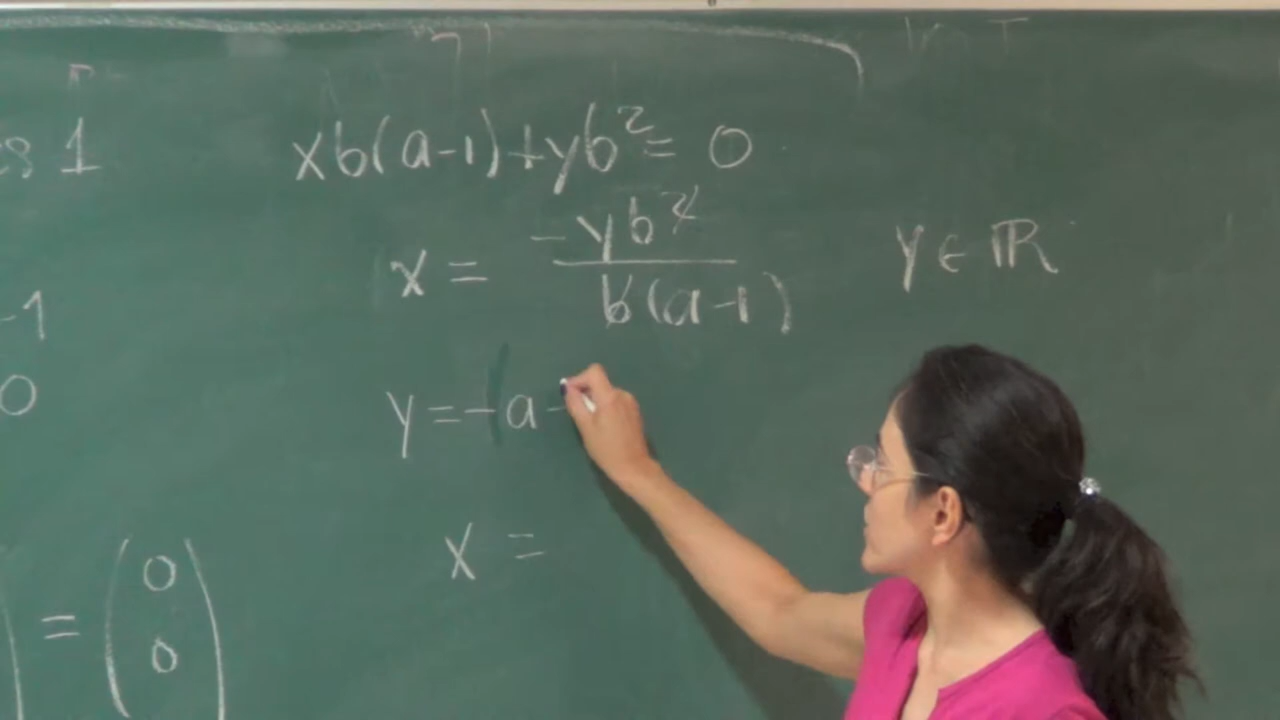 1
xb(a-1)+yb²= 0
x = -yb²/b(a-1)
y ∈ ℝ
-1
0
y = -a-
x =
= (0
0)